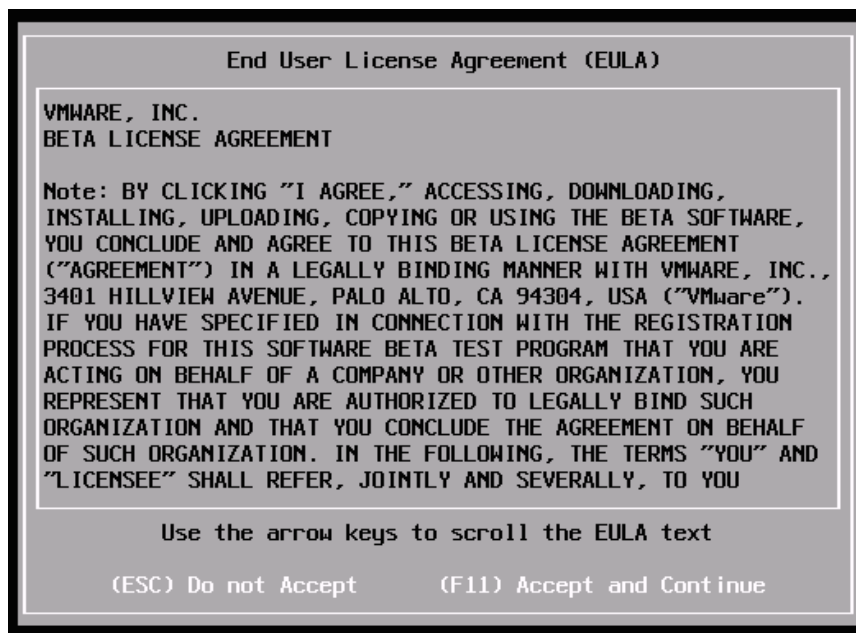 End User License Agreement (EULA)
VMWARE, INC.
BETA LICENSE AGREEMENT
Note: BY CLICKING "I AGREE," ACCESSING, DOWNLOADING,
INSTALLING, UPLOADING, COPYING OR USING THE BETA SOFTWARE,
YOU CONCLUDE AND AGREE TO THIS BETA LICENSE AGREEMENT
("AGREEMENT") IN A LEGALLY BINDING MANNER WITH VMWARE, INC.,
3401 HILLVIEW AVENUE, PALO ALTO, CA 94304, USA ("VMware").
IF YOU HAVE SPECIFIED IN CONNECTION WITH THE REGISTRATION
PROCESS FOR THIS SOFTWARE BETA TEST PROGRAM THAT YOU ARE
ACTING ON BEHALF OF A COMPANY OR OTHER ORGANIZATION, YOU
REPRESENT THAT YOU ARE AUTHORIZED TO LEGALLY BIND SUCH
ORGANIZATION AND THAT YOU CONCLUDE THE AGREEMENT ON BEHALF
OF SUCH ORGANIZATION. IN THE FOLLOWING, THE TERMS "YOU" AND
"LICENSEE" SHALL REFER, JOINTLY AND SEVERALLY, TO YOU
Use the arrow keys to scroll the EULA text
(ESC) Do not Accept (F11) Accept and Continue